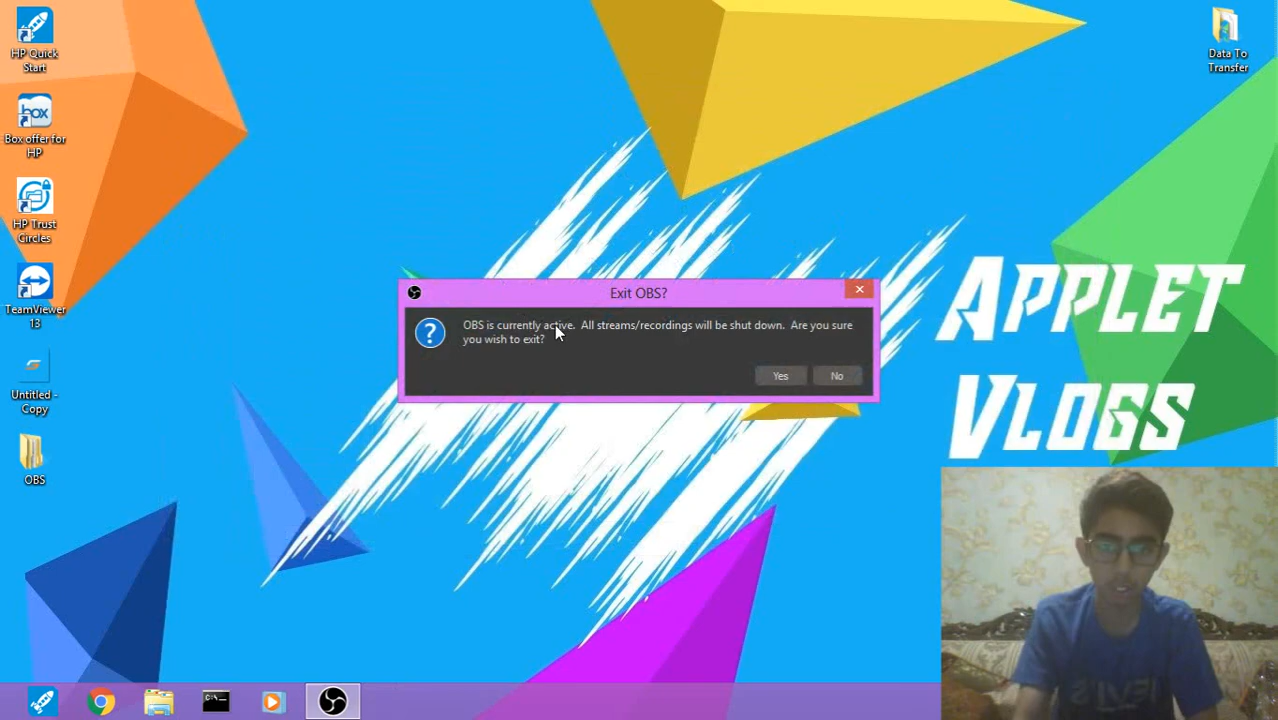 HP Quick
Start
Box offer for
HP
HP Trust
Circles
TeamViewer
13
Untitled -
Copy
OBS
Data To
Transfer
Exit OBS?
OBS is currently active.  All streams/recordings will be shut down.  Are you sure
you wish to exit?
Yes
No
APPLET
VLOGS